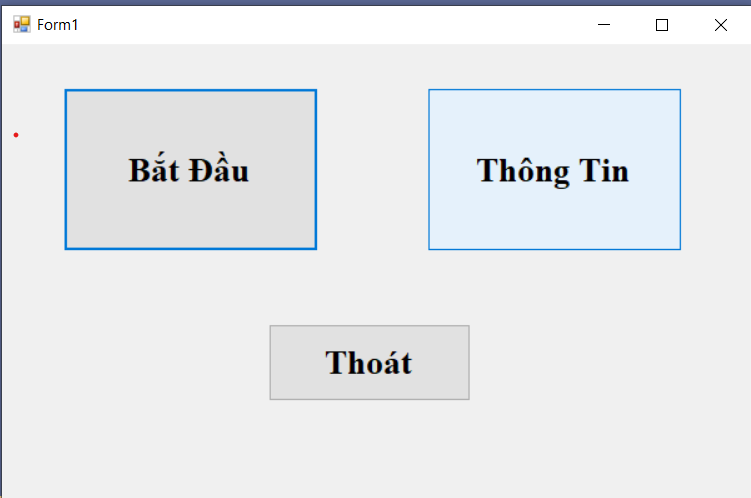 Form1
Bắt Đầu
Thông Tin
Thoát